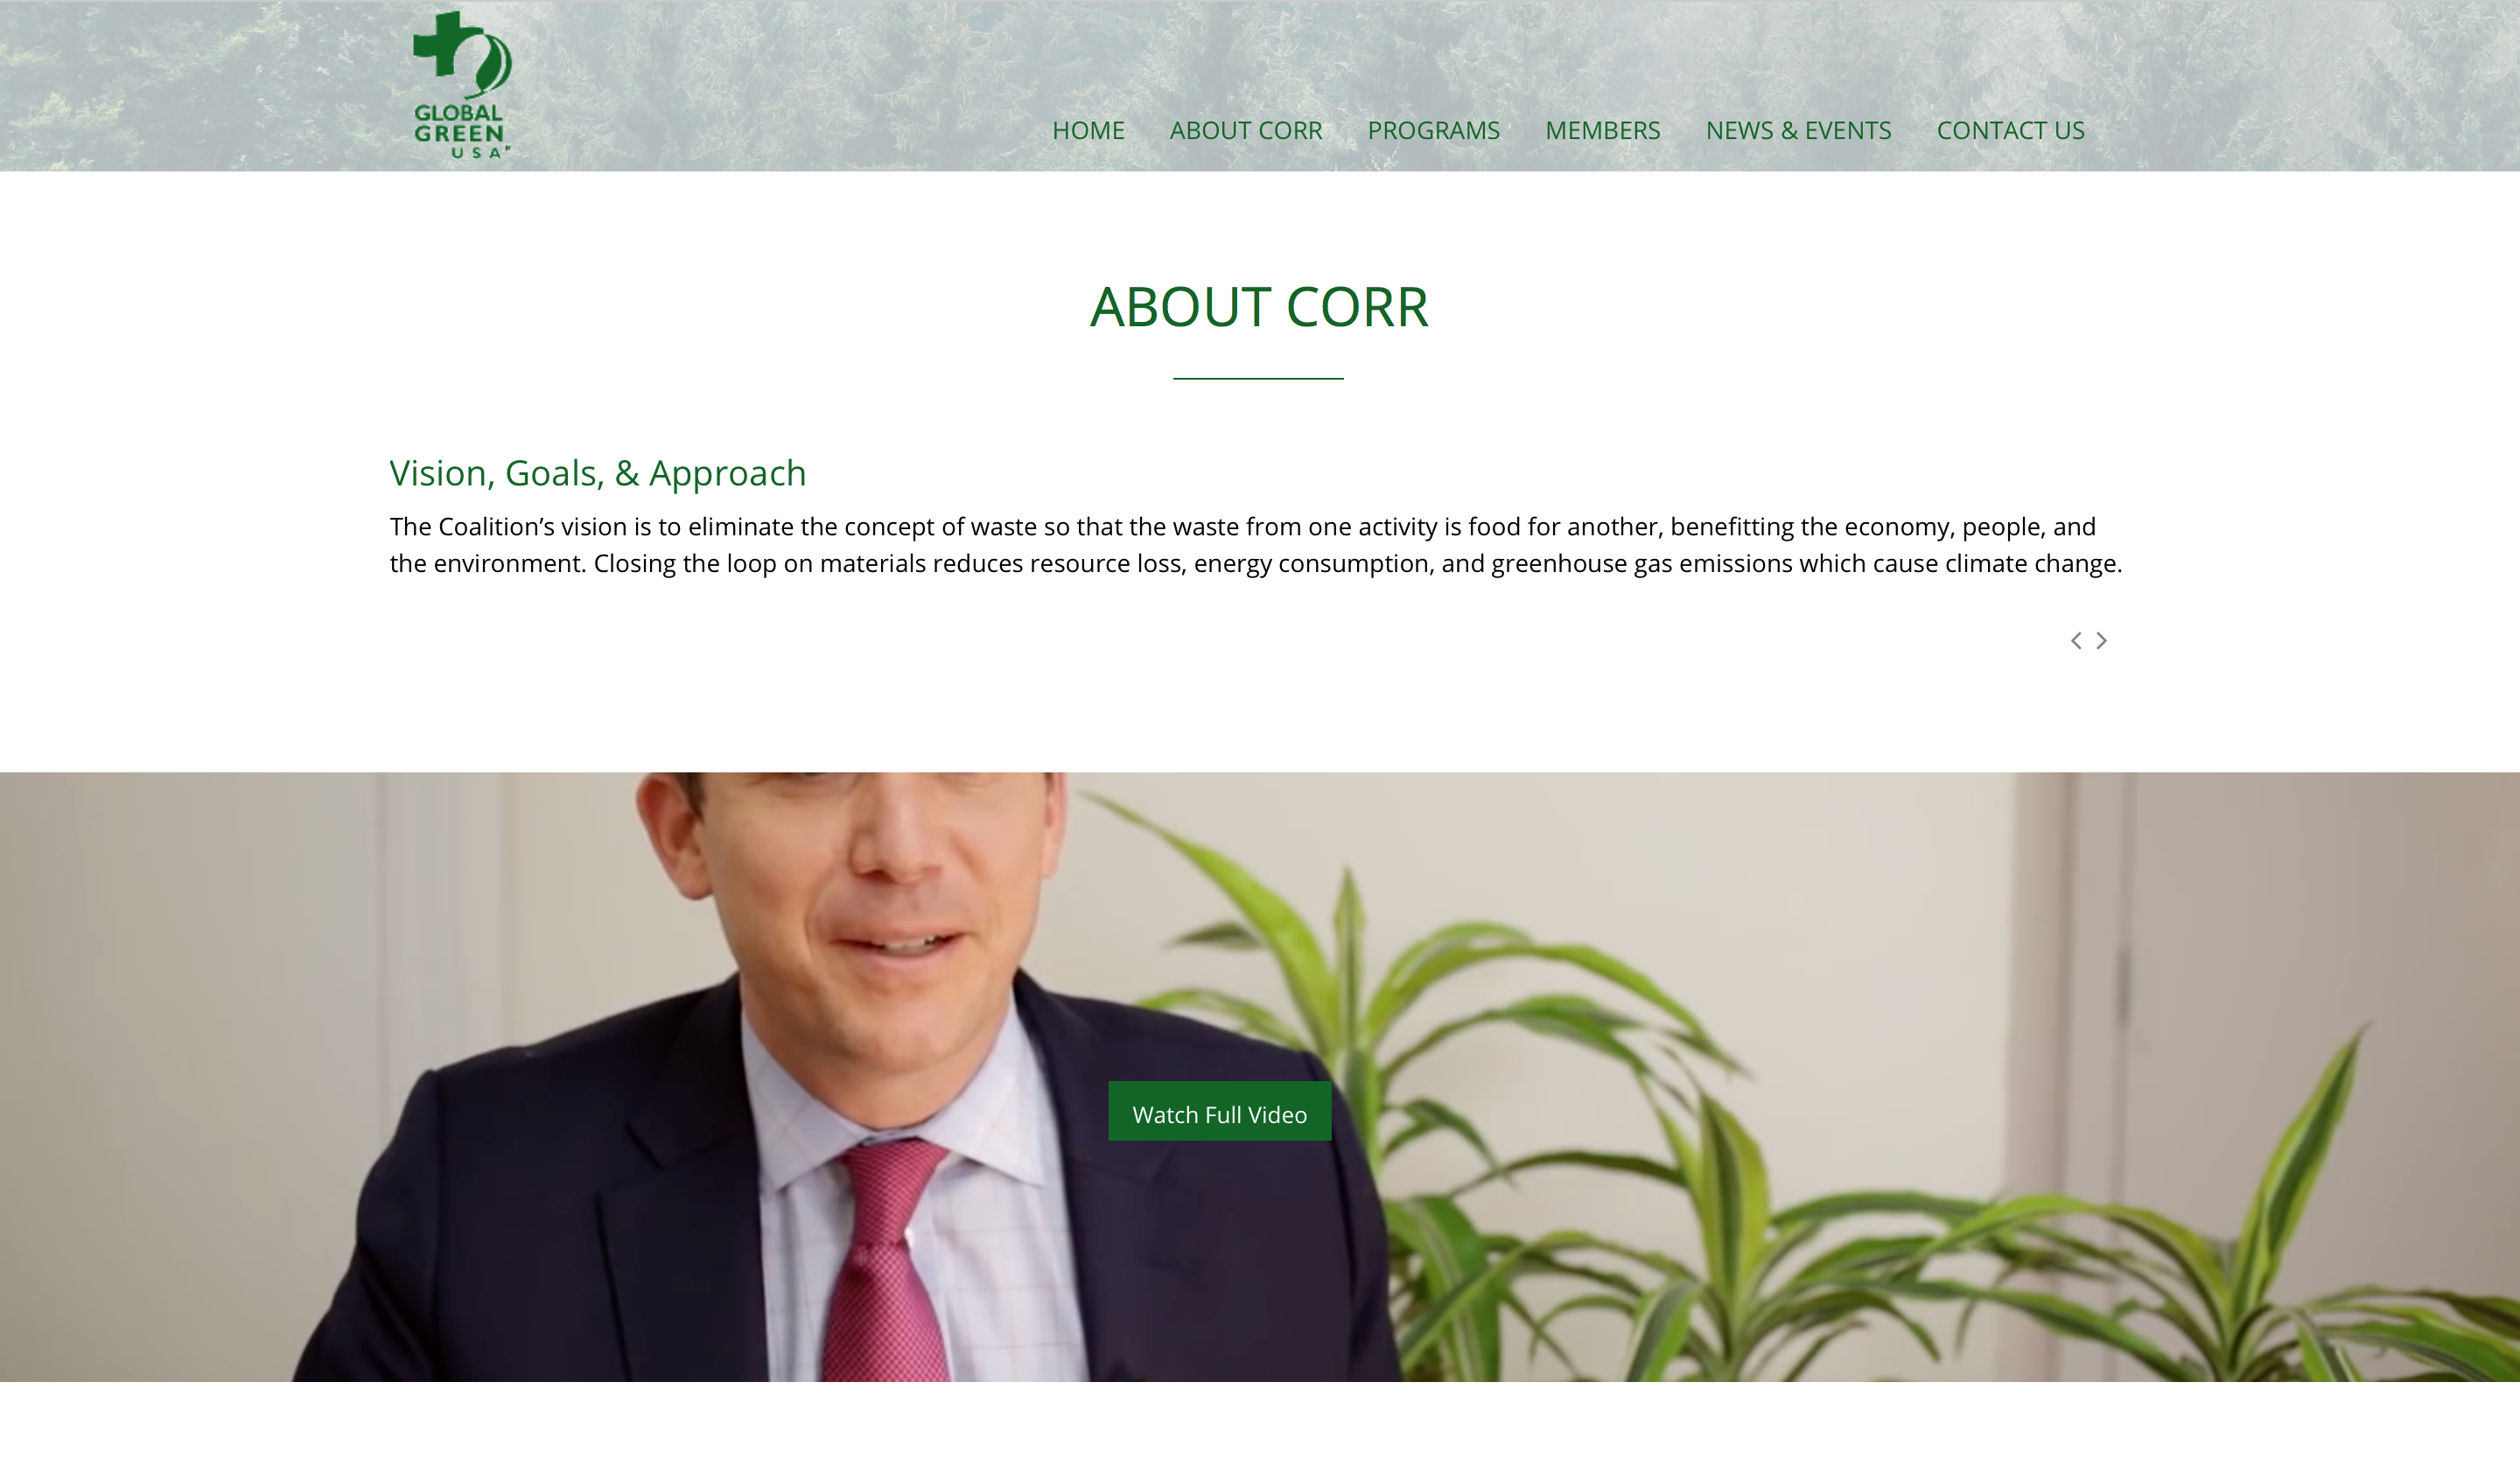 GLOBAL
GREEN
USA
HOME ABOUT CORR PROGRAMS MEMBERS NEWS & EVENTS CONTACT US
ABOUT CORR
Vision, Goals, & Approach
The Coalition’s vision is to eliminate the concept of waste so that the waste from one activity is food for another, benefitting the economy, people, and
the environment. Closing the loop on materials reduces resource loss, energy consumption, and greenhouse gas emissions which cause climate change.
Watch Full Video